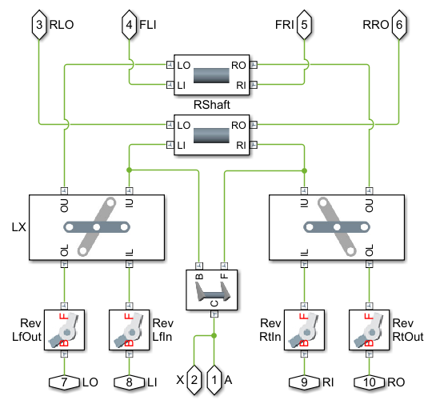 3 RLO 4 FLI FRI 5 RRO 6
LO RO
LI RI
RShaft
LO RO
LI RI
OU IU IU OU
LX
OL IL IL OL
B F
C
Rev
LfOut
F
B
Rev
LfIn
F
B
Rev
RtIn
F
B
Rev
RtOut
F
B
7 LO 8 LI X 2 1 A 9 RI 10 RO